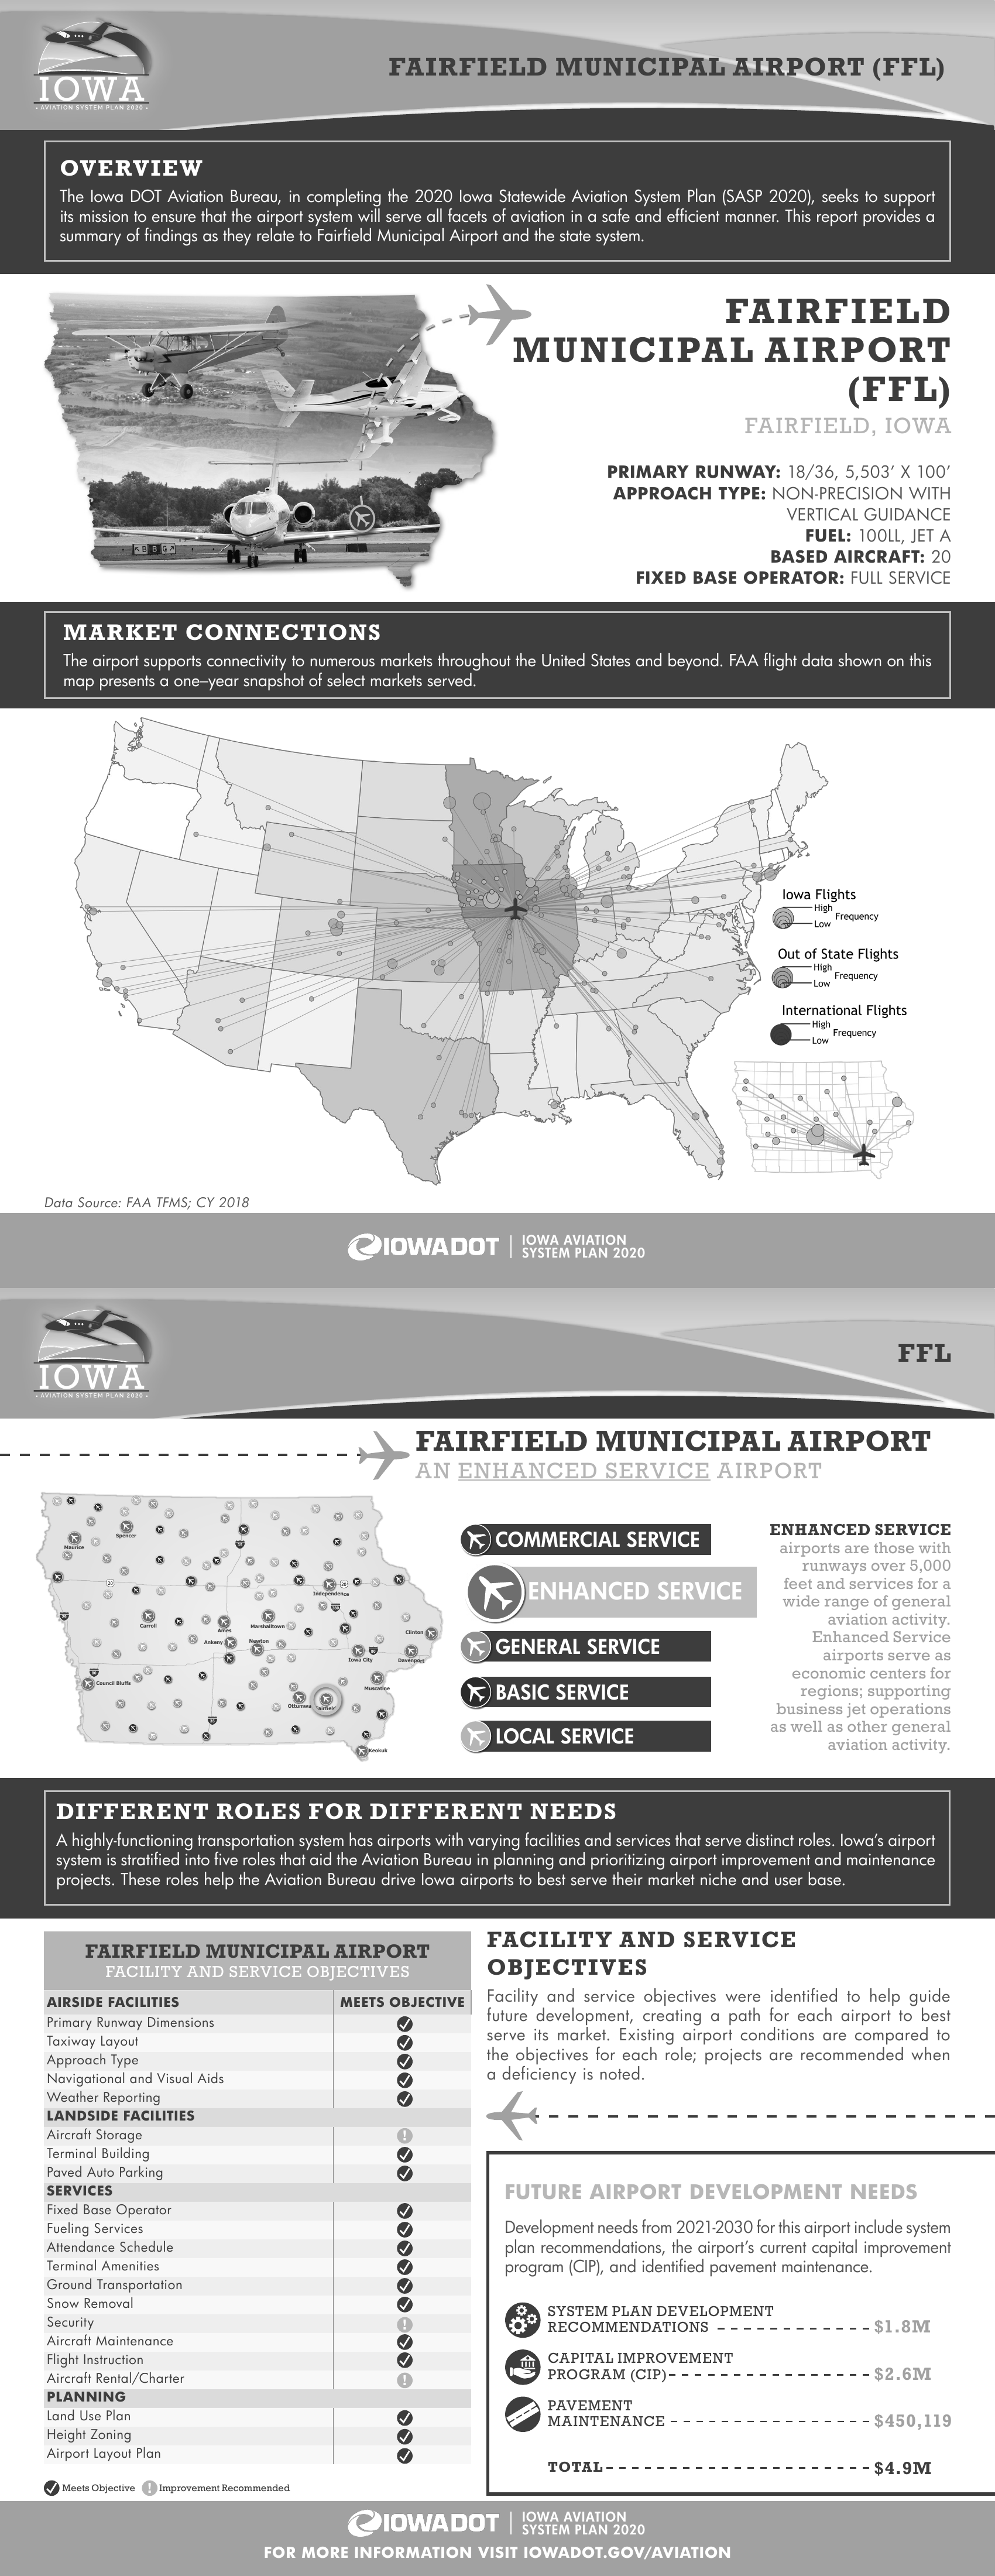 IOWA
• AVIATION SYSTEM PLAN 2020 •
FAIRFIELD MUNICIPAL AIRPORT (FFL)
OVERVIEW
The Iowa DOT Aviation Bureau, in completing the 2020 Iowa Statewide Aviation System Plan (SASP 2020), seeks to support
its mission to ensure that the airport system will serve all facets of aviation in a safe and efficient manner. This report provides a
summary of findings as they relate to Fairfield Municipal Airport and the state system.
FAIRFIELD
MUNICIPAL AIRPORT
(FFL)
FAIRFIELD, IOWA
PRIMARY RUNWAY: 18/36, 5,503’ X 100’
APPROACH TYPE: NON-PRECISION WITH
VERTICAL GUIDANCE
FUEL: 100LL, JET A
BASED AIRCRAFT: 20
FIXED BASE OPERATOR: FULL SERVICE
MARKET CONNECTIONS
The airport supports connectivity to numerous markets throughout the United States and beyond. FAA flight data shown on this
map presents a one–year snapshot of select markets served.
Iowa Flights
High
Frequency
Low
Out of State Flights
High
Frequency
Low
International Flights
High
Frequency
Low
Data Source: FAA TFMS; CY 2018
IOWADOT
IOWA AVIATION
SYSTEM PLAN 2020
IOWA
• AVIATION SYSTEM PLAN 2020 •
FFL
FAIRFIELD MUNICIPAL AIRPORT
AN ENHANCED SERVICE AIRPORT
Spencer
Maurice
Independence
Carroll
Ames
Marshalltown
Clinton
Ankeny
Newton
Iowa City
Davenport
Council Bluffs
Muscatine
Ottumwa
Fairfield
Keokuk
COMMERCIAL SERVICE
ENHANCED SERVICE
GENERAL SERVICE
BASIC SERVICE
LOCAL SERVICE
ENHANCED SERVICE
airports are those with
runways over 5,000
feet and services for a
wide range of general
aviation activity.
Enhanced Service
airports serve as
economic centers for
regions; supporting
business jet operations
as well as other general
aviation activity.
DIFFERENT ROLES FOR DIFFERENT NEEDS
A highly-functioning transportation system has airports with varying facilities and services that serve distinct roles. Iowa’s airport
system is stratified into five roles that aid the Aviation Bureau in planning and prioritizing airport improvement and maintenance
projects. These roles help the Aviation Bureau drive Iowa airports to best serve their market niche and user base.
FAIRFIELD MUNICIPAL AIRPORT
FACILITY AND SERVICE OBJECTIVES
AIRSIDE FACILITIES MEETS OBJECTIVE
Primary Runway Dimensions
Taxiway Layout
Approach Type
Navigational and Visual Aids
Weather Reporting
LANDSIDE FACILITIES
Aircraft Storage
Terminal Building
Paved Auto Parking
SERVICES
Fixed Base Operator
Fueling Services
Attendance Schedule
Terminal Amenities
Ground Transportation
Snow Removal
Security
Aircraft Maintenance
Flight Instruction
Aircraft Rental/Charter
PLANNING
Land Use Plan
Height Zoning
Airport Layout Plan
Meets Objective
Improvement Recommended
FACILITY AND SERVICE
OBJECTIVES
Facility and service objectives were identified to help guide
future development, creating a path for each airport to best
serve its market. Existing airport conditions are compared to
the objectives for each role; projects are recommended when
a deficiency is noted.
FUTURE AIRPORT DEVELOPMENT NEEDS
Development needs from 2021-2030 for this airport include system
plan recommendations, the airport’s current capital improvement
program (CIP), and identified pavement maintenance.
SYSTEM PLAN DEVELOPMENT
RECOMMENDATIONS $1.8M
CAPITAL IMPROVEMENT
PROGRAM (CIP) $2.6M
PAVEMENT
MAINTENANCE $450,119
TOTAL $4.9M
IOWADOT
IOWA AVIATION
SYSTEM PLAN 2020
FOR MORE INFORMATION VISIT IOWADOT.GOV/AVIATION